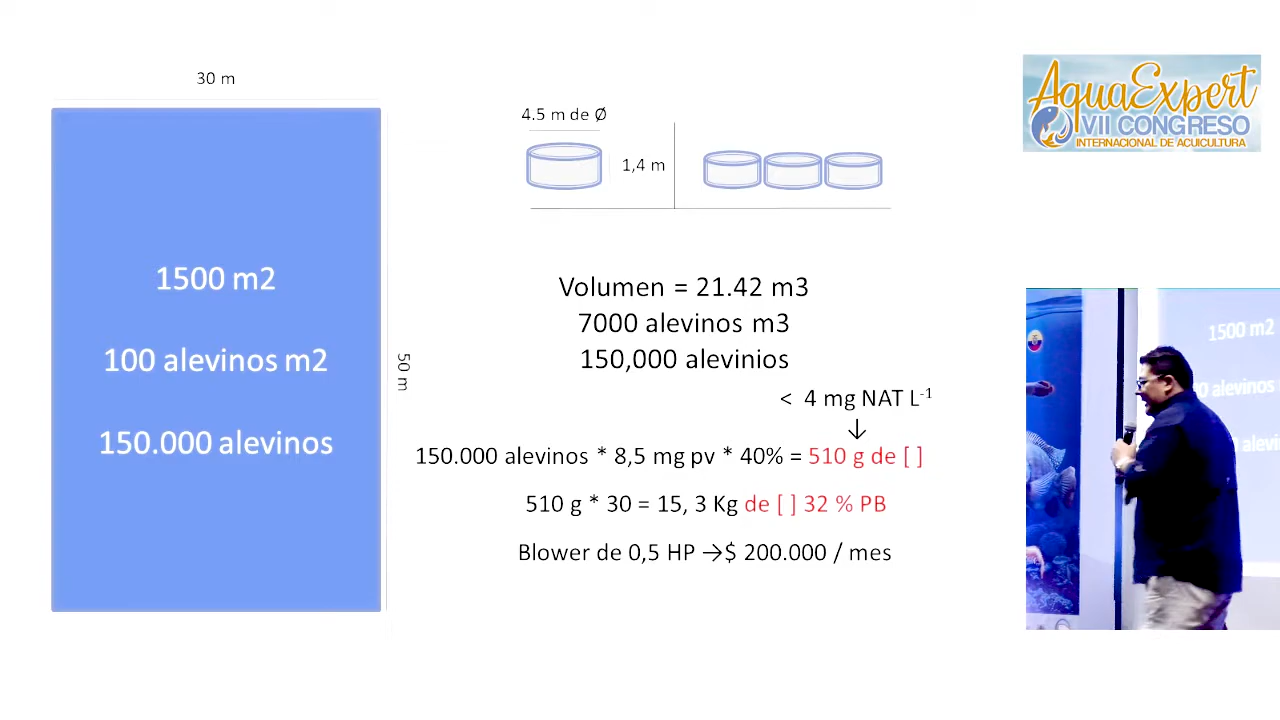 30 m
1500 m2
100 alevinos m2
150.000 alevinos
50 m
4.5 m de Ø
1,4 m
Volumen = 21.42 m3
7000 alevinos m3
150,000 alevinios
< 4 mg NAT L-1
↓
150.000 alevinos * 8,5 mg pv * 40% = 510 g de [ ]
510 g * 30 = 15, 3 Kg de [ ] 32 % PB
Blower de 0,5 HP →$ 200.000 / mes
AquaExpert
VII CONGRESO
INTERNACIONAL DE ACUICULTURA
1500 m2
alevinos
alevi